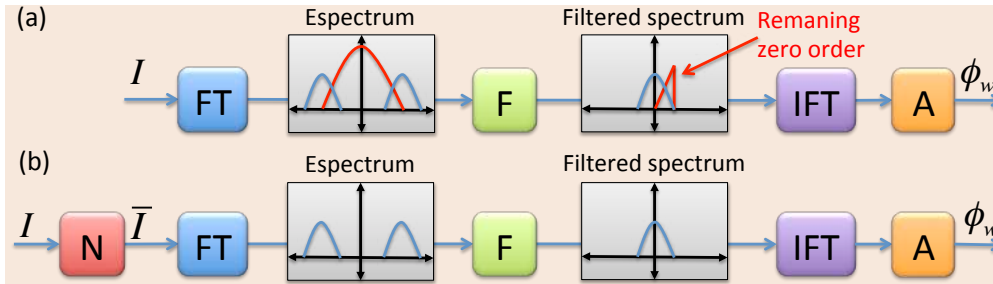 (a)
Espectrum
Filtered spectrum
Remaning
zero order
I
FT
F
IFT
A
ϕw
(b)
Espectrum
Filtered spectrum
I
N
Ī
FT
F
IFT
A
ϕw